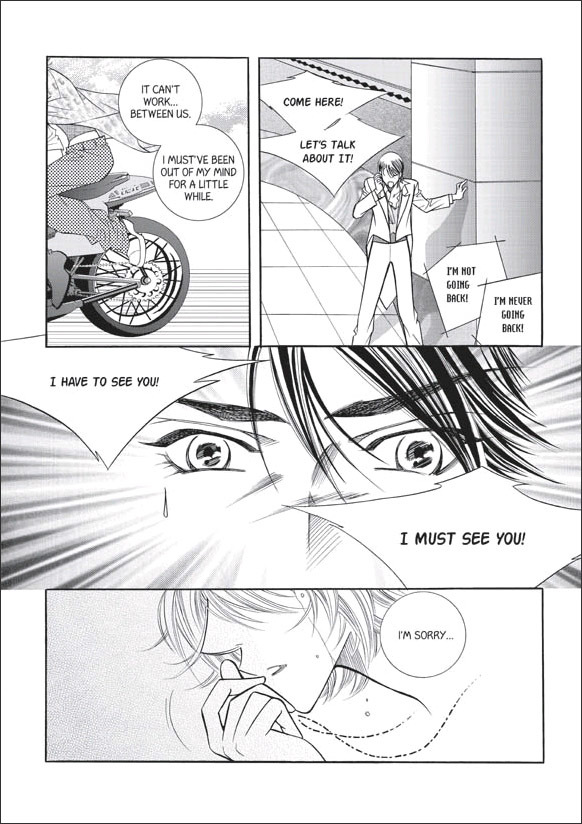 IT CAN'T
WORK...
BETWEEN US.
I MUST'VE BEEN
OUT OF MY MIND
FOR A LITTLE
WHILE.
COME HERE!
LET'S TALK
ABOUT IT!
I'M NOT
GOING
BACK!
I'M NEVER
GOING
BACK!
I HAVE TO SEE YOU!
I MUST SEE YOU!
I'M SORRY...